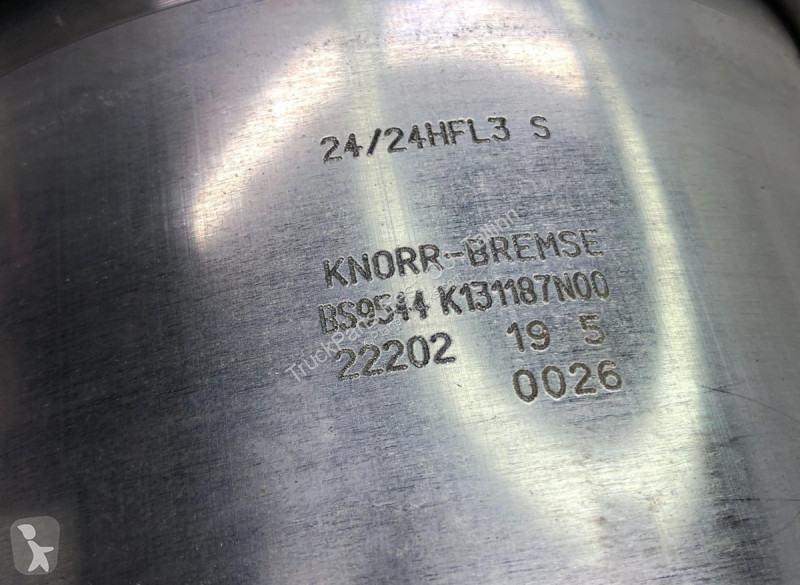 24/24HFL3 S
KNORR-BREMSE
BS9544 K131187N00
22202 19 5
0026